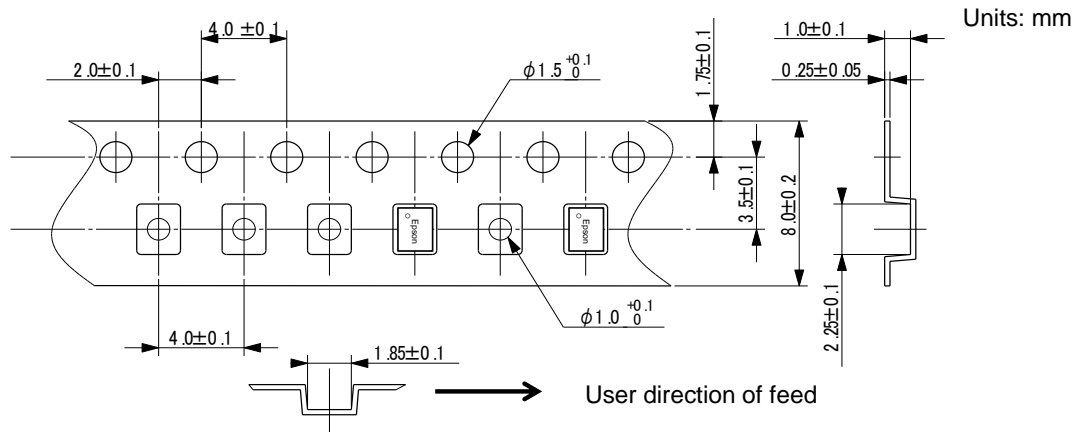 Units: mm
4.0 ±0.1
1.0±0.1
2.0±0.1
ϕ1.5 +0.1 0
1.75±0.1
0.25±0.05
3.5±0.1
8.0±0.2
Epson
Epson
2.25±0.1
ϕ1.0 +0.1 0
4.0±0.1
1.85±0.1
User direction of feed